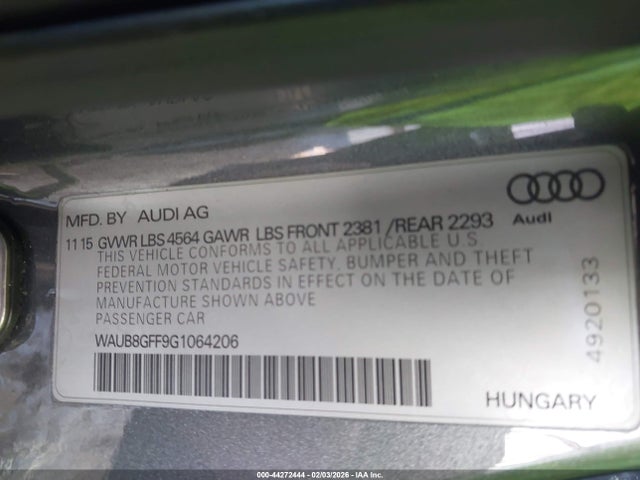 MFD. BY AUDI AG
Audi
11 15 GVWR LBS 4564 GAWR LBS FRONT 2381 /REAR 2293
THIS VEHICLE CONFORMS TO ALL APPLICABLE U.S.
FEDERAL MOTOR VEHICLE SAFETY, BUMPER AND THEFT
PREVENTION STANDARDS IN EFFECT ON THE DATE OF
MANUFACTURE SHOWN ABOVE
PASSENGER CAR
WAUB8GFF9G1064206
4920133
HUNGARY
000-44272444 - 02/03/2026 - IAA Inc.